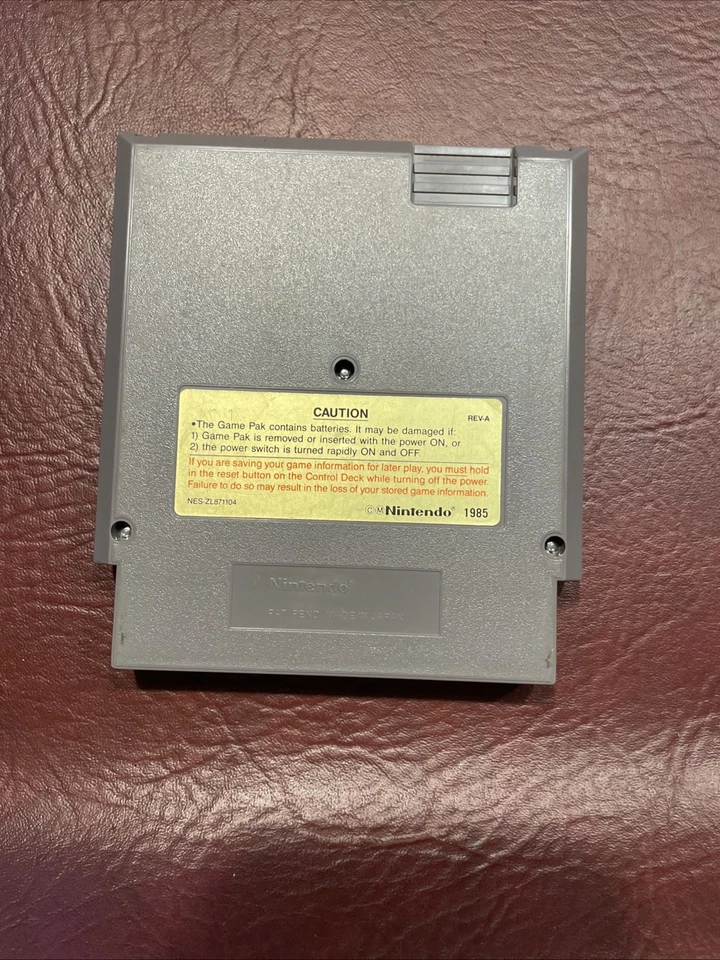 CAUTION
REV-A
•The Game Pak contains batteries. It may be damaged if:
1) Game Pak is removed or inserted with the power ON, or
2) the power switch is turned rapidly ON and OFF.
If you are saving your game information for later play, you must hold
in the reset button on the Control Deck while turning off the power.
Failure to do so may result in the loss of your stored game information.
NES-ZL871104
©M Nintendo® 1985
Nintendo®
PAT. PEND. MADE IN JAPAN